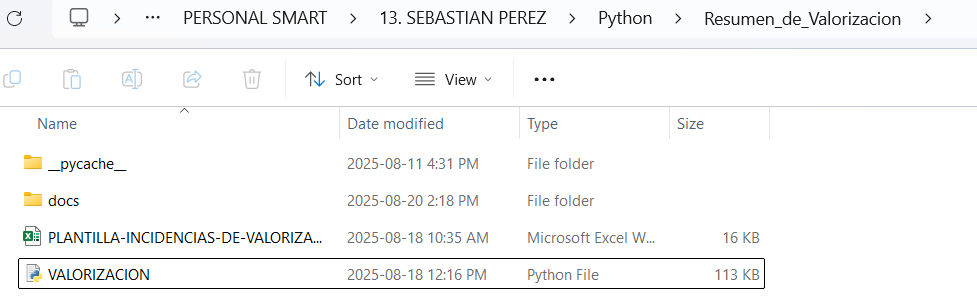 PERSONAL SMART > 13. SEBASTIAN PEREZ > Python > Resumen_de_Valorizacion >
Sort View
Name Date modified Type Size
__pycache__ 2025-08-11 4:31 PM File folder
docs 2025-08-20 2:18 PM File folder
PLANTILLA-INCIDENCIAS-DE-VALORIZA... 2025-08-18 10:35 AM Microsoft Excel W... 16 KB
VALORIZACION 2025-08-18 12:16 PM Python File 113 KB